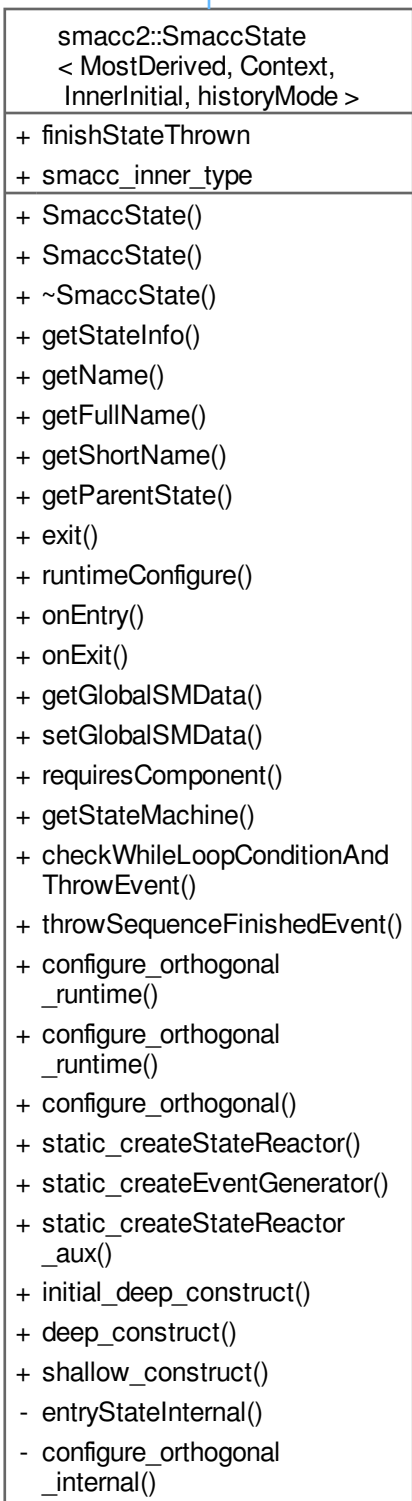 smacc2::SmaccState
< MostDerived, Context,
InnerInitial, historyMode >
+ finishStateThrown
+ smacc_inner_type
+ SmaccState()
+ SmaccState()
+ ~SmaccState()
+ getStateInfo()
+ getName()
+ getFullName()
+ getShortName()
+ getParentState()
+ exit()
+ runtimeConfigure()
+ onEntry()
+ onExit()
+ getGlobalSMData()
+ setGlobalSMData()
+ requiresComponent()
+ getStateMachine()
+ checkWhileLoopConditionAnd
ThrowEvent()
+ throwSequenceFinishedEvent()
+ configure_orthogonal
_runtime()
+ configure_orthogonal
_runtime()
+ configure_orthogonal()
+ static_createStateReactor()
+ static_createEventGenerator()
+ static_createStateReactor
_aux()
+ initial_deep_construct()
+ deep_construct()
+ shallow_construct()
- entryStateInternal()
- configure_orthogonal
_internal()